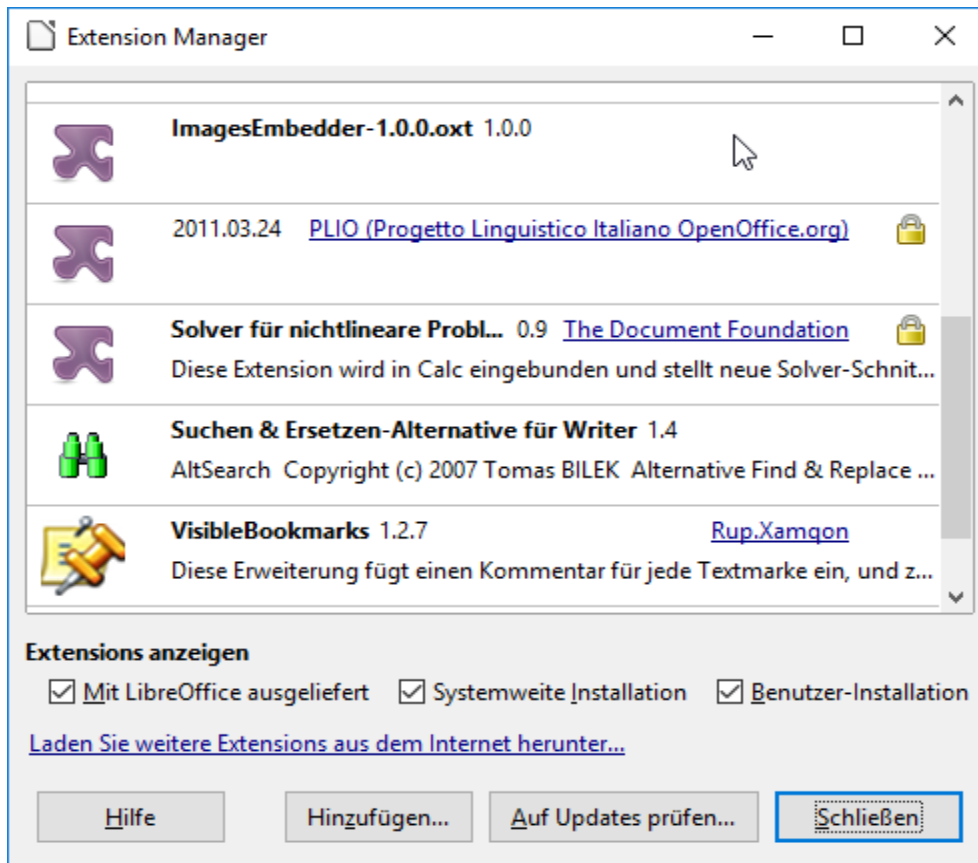 Extension Manager
ImagesEmbedder-1.0.0.oxt 1.0.0
2011.03.24 PLIO (Progetto Linguistico Italiano OpenOffice.org)
Solver für nichtlineare Probl... 0.9 The Document Foundation
Diese Extension wird in Calc eingebunden und stellt neue Solver-Schnit...
Suchen & Ersetzen-Alternative für Writer 1.4
AltSearch Copyright (c) 2007 Tomas BILEK Alternative Find & Replace ...
VisibleBookmarks 1.2.7 Rup.Xamqon
Diese Erweiterung fügt einen Kommentar für jede Textmarke ein, und z...
Extensions anzeigen
Mit LibreOffice ausgeliefert Systemweite Installation Benutzer-Installation
Laden Sie weitere Extensions aus dem Internet herunter...
Hilfe Hinzufügen... Auf Updates prüfen... Schließen